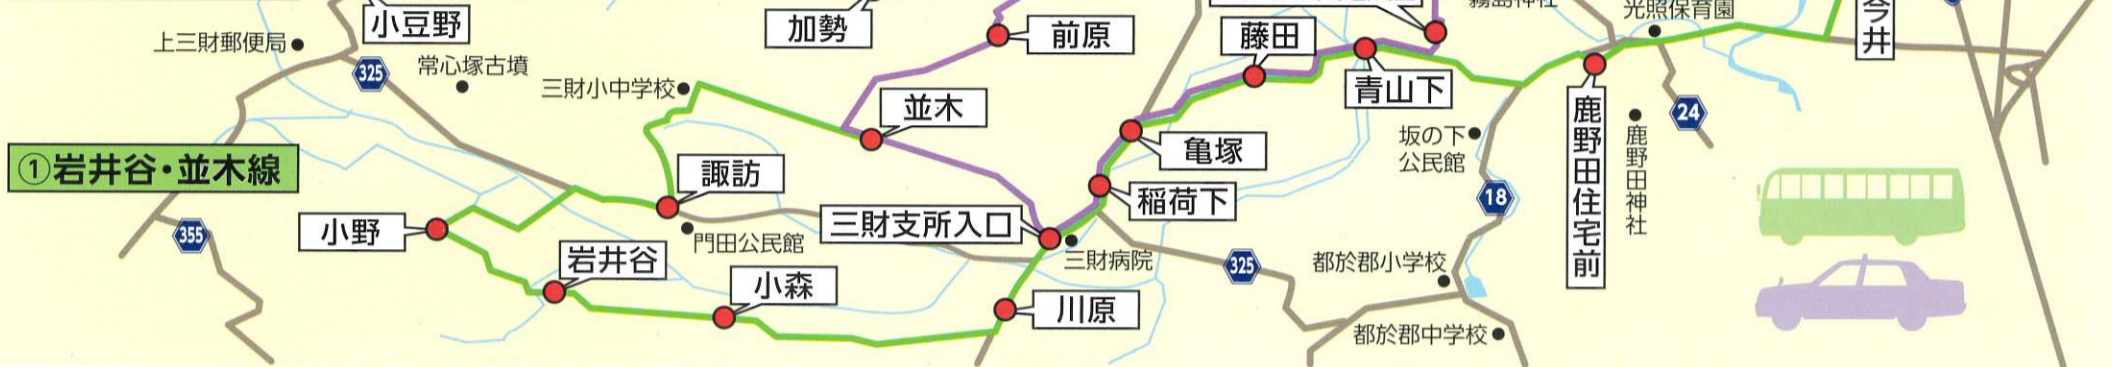 小豆野
加勢
前原
藤田
光照保育園
今井
上三財郵便局
325
常心塚古墳
三財小中学校
並木
青山下
24
①岩井谷・並木線
諏訪
亀塚
坂の下
公民館
鹿野田住宅前
鹿野田神社
稲荷下
18
355
小野
門田公民館
三財支所入口
三財病院
325
岩井谷
小森
川原
都於郡小学校
都於郡中学校